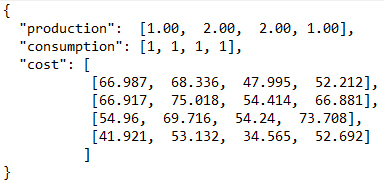 {
"production": [1.00, 2.00, 2.00, 1.00],
"consumption": [1, 1, 1, 1],
"cost": [
[66.987, 68.336, 47.995, 52.212],
[66.917, 75.018, 54.414, 66.881],
[54.96, 69.716, 54.24, 73.708],
[41.921, 53.132, 34.565, 52.692]
]
}